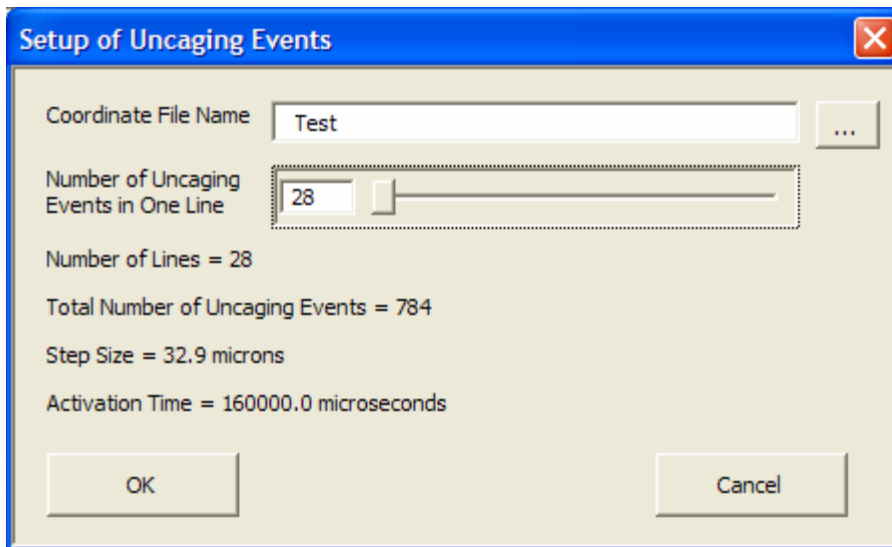 Setup of Uncaging Events
Coordinate File Name
Test
...
Number of Uncaging
Events in One Line
28
Number of Lines = 28
Total Number of Uncaging Events = 784
Step Size = 32.9 microns
Activation Time = 160000.0 microseconds
OK
Cancel